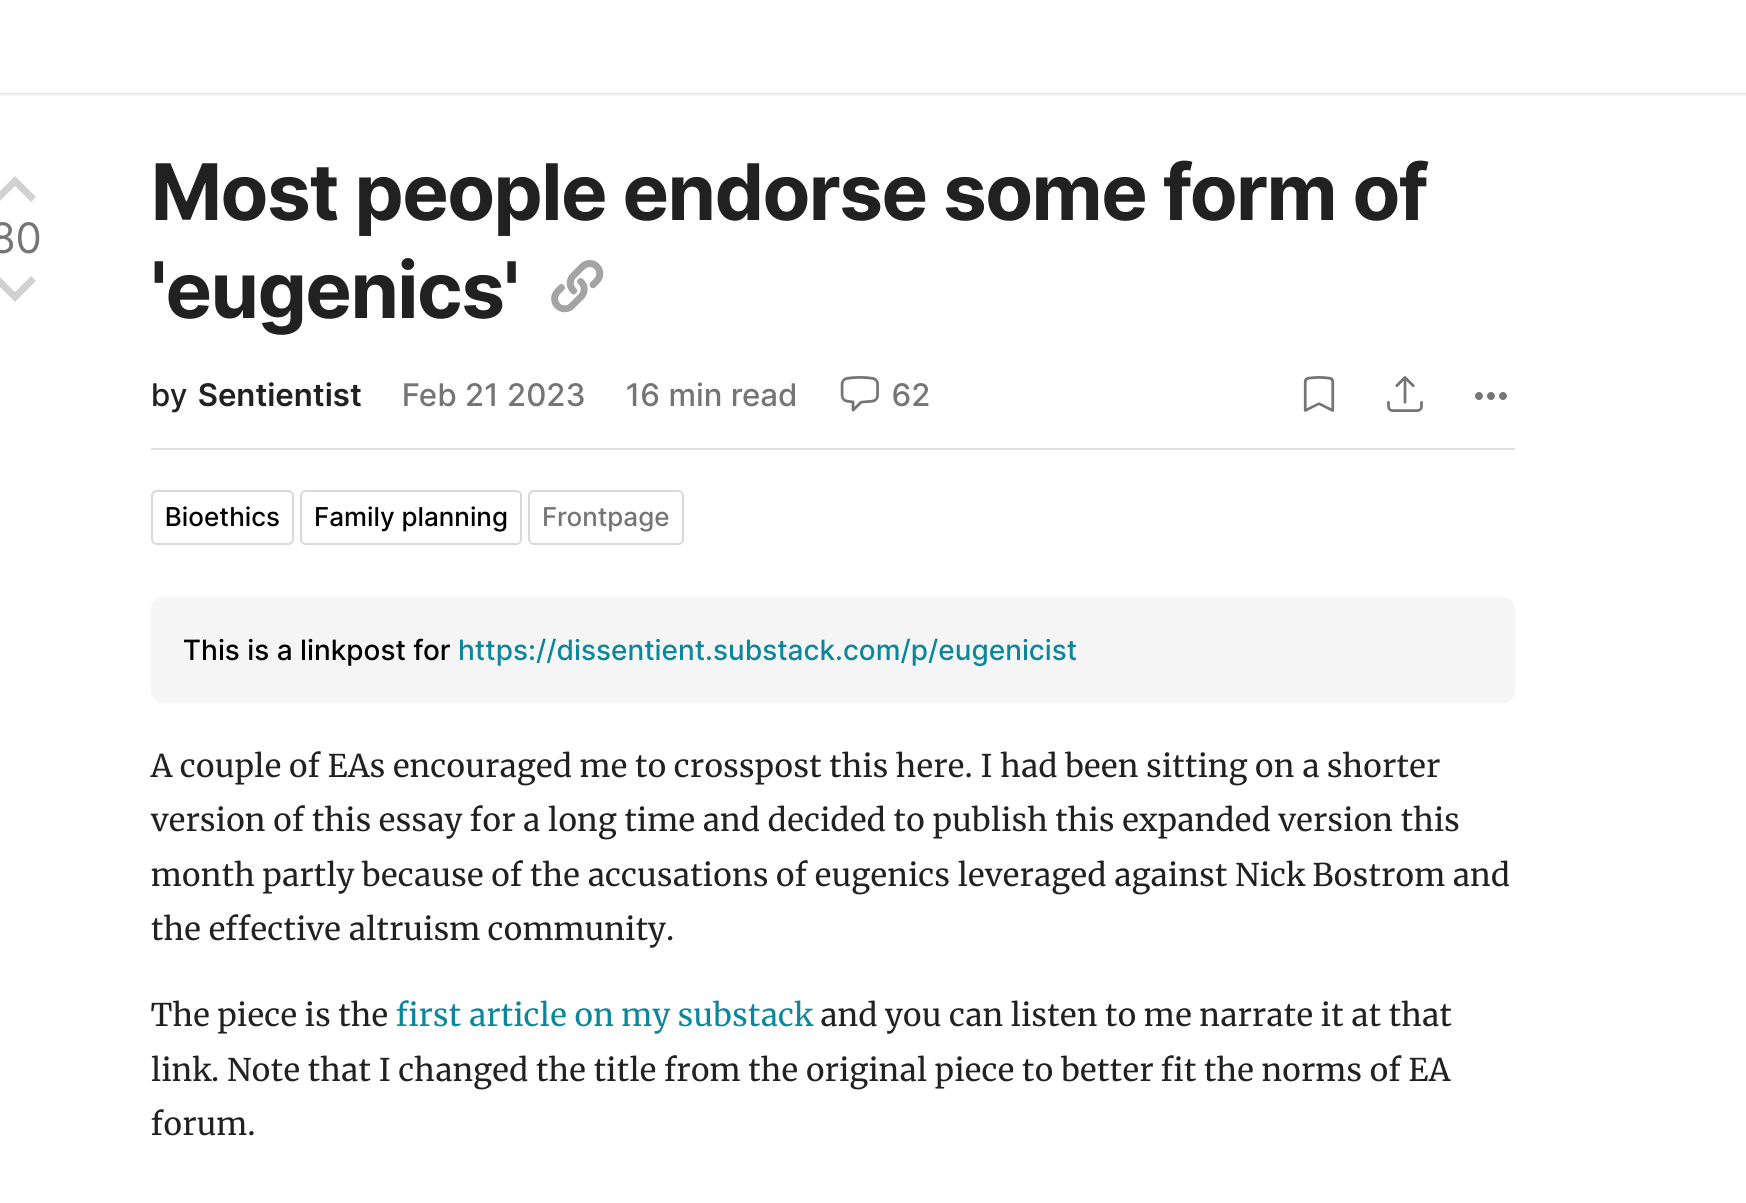 Most people endorse some form of
'eugenics'
by Sentientist Feb 21 2023 16 min read 62
Bioethics Family planning Frontpage
This is a linkpost for https://dissentient.substack.com/p/eugenicist
A couple of EAs encouraged me to crosspost this here. I had been sitting on a shorter
version of this essay for a long time and decided to publish this expanded version this
month partly because of the accusations of eugenics leveraged against Nick Bostrom and
the effective altruism community.
The piece is the first article on my substack and you can listen to me narrate it at that
link. Note that I changed the title from the original piece to better fit the norms of EA
forum.